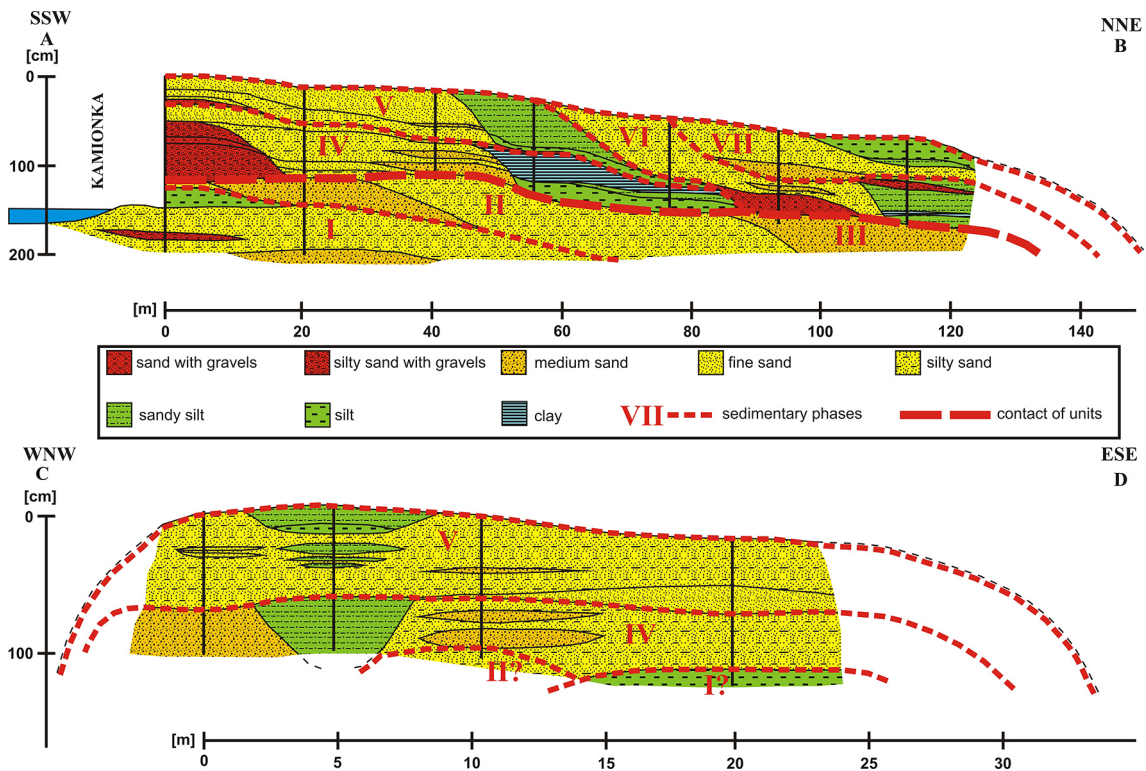 SSW
A
[cm]
NNE
B
0
100
200
KAMIONKA
V
IV
VI
VII
II
I
III
[m]
0 20 40 60 80 100 120 140
sand with gravels silty sand with gravels medium sand fine sand silty sand
sandy silt silt clay VII sedimentary phases contact of units
WNW
C
[cm]
ESE
D
0
100
V
IV
II?
I?
[m]
0 5 10 15 20 25 30